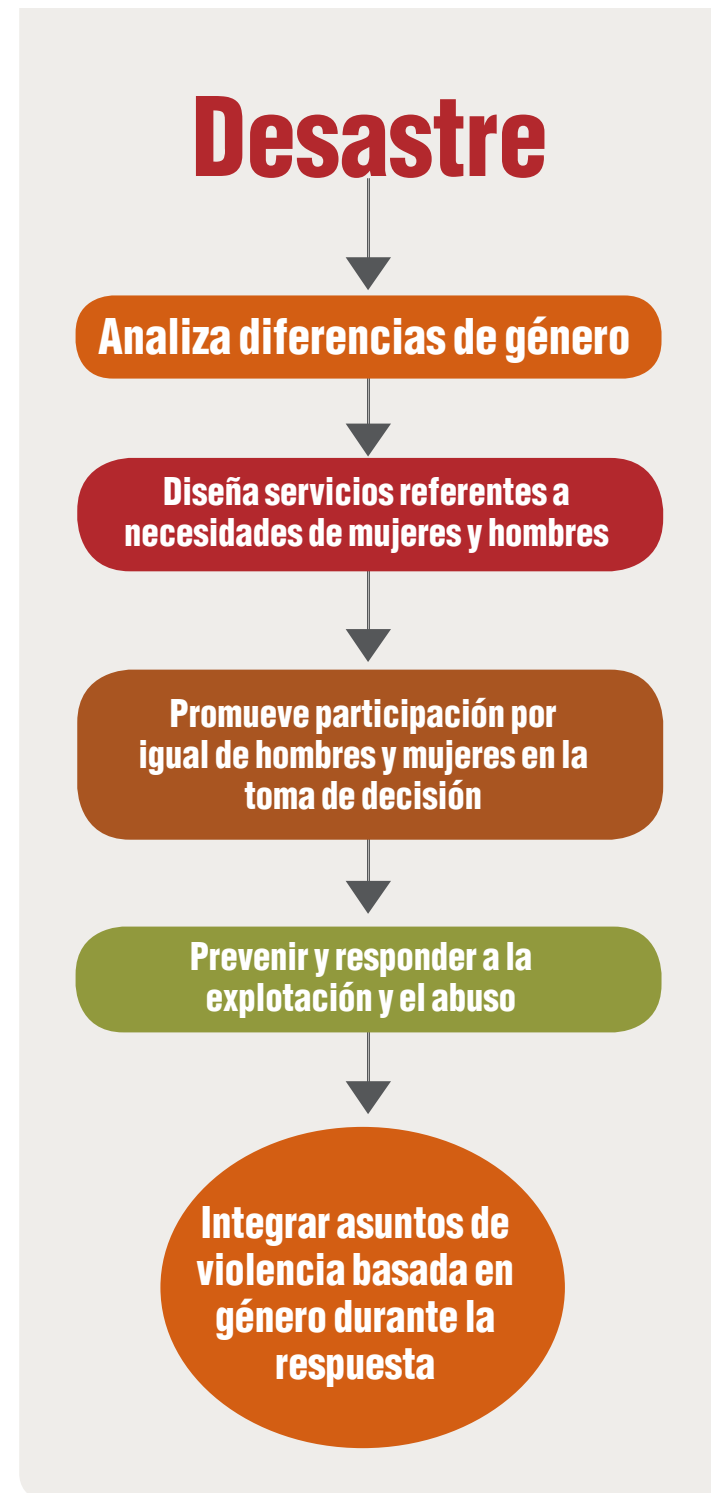 Desastre
Analiza diferencias de género
Diseña servicios referentes a
necesidades de mujeres y hombres
Promueve participación por
igual de hombres y mujeres en la
toma de decisión
Prevenir y responder a la
explotación y el abuso
Integrar asuntos de
violencia basada en
género durante la
respuesta